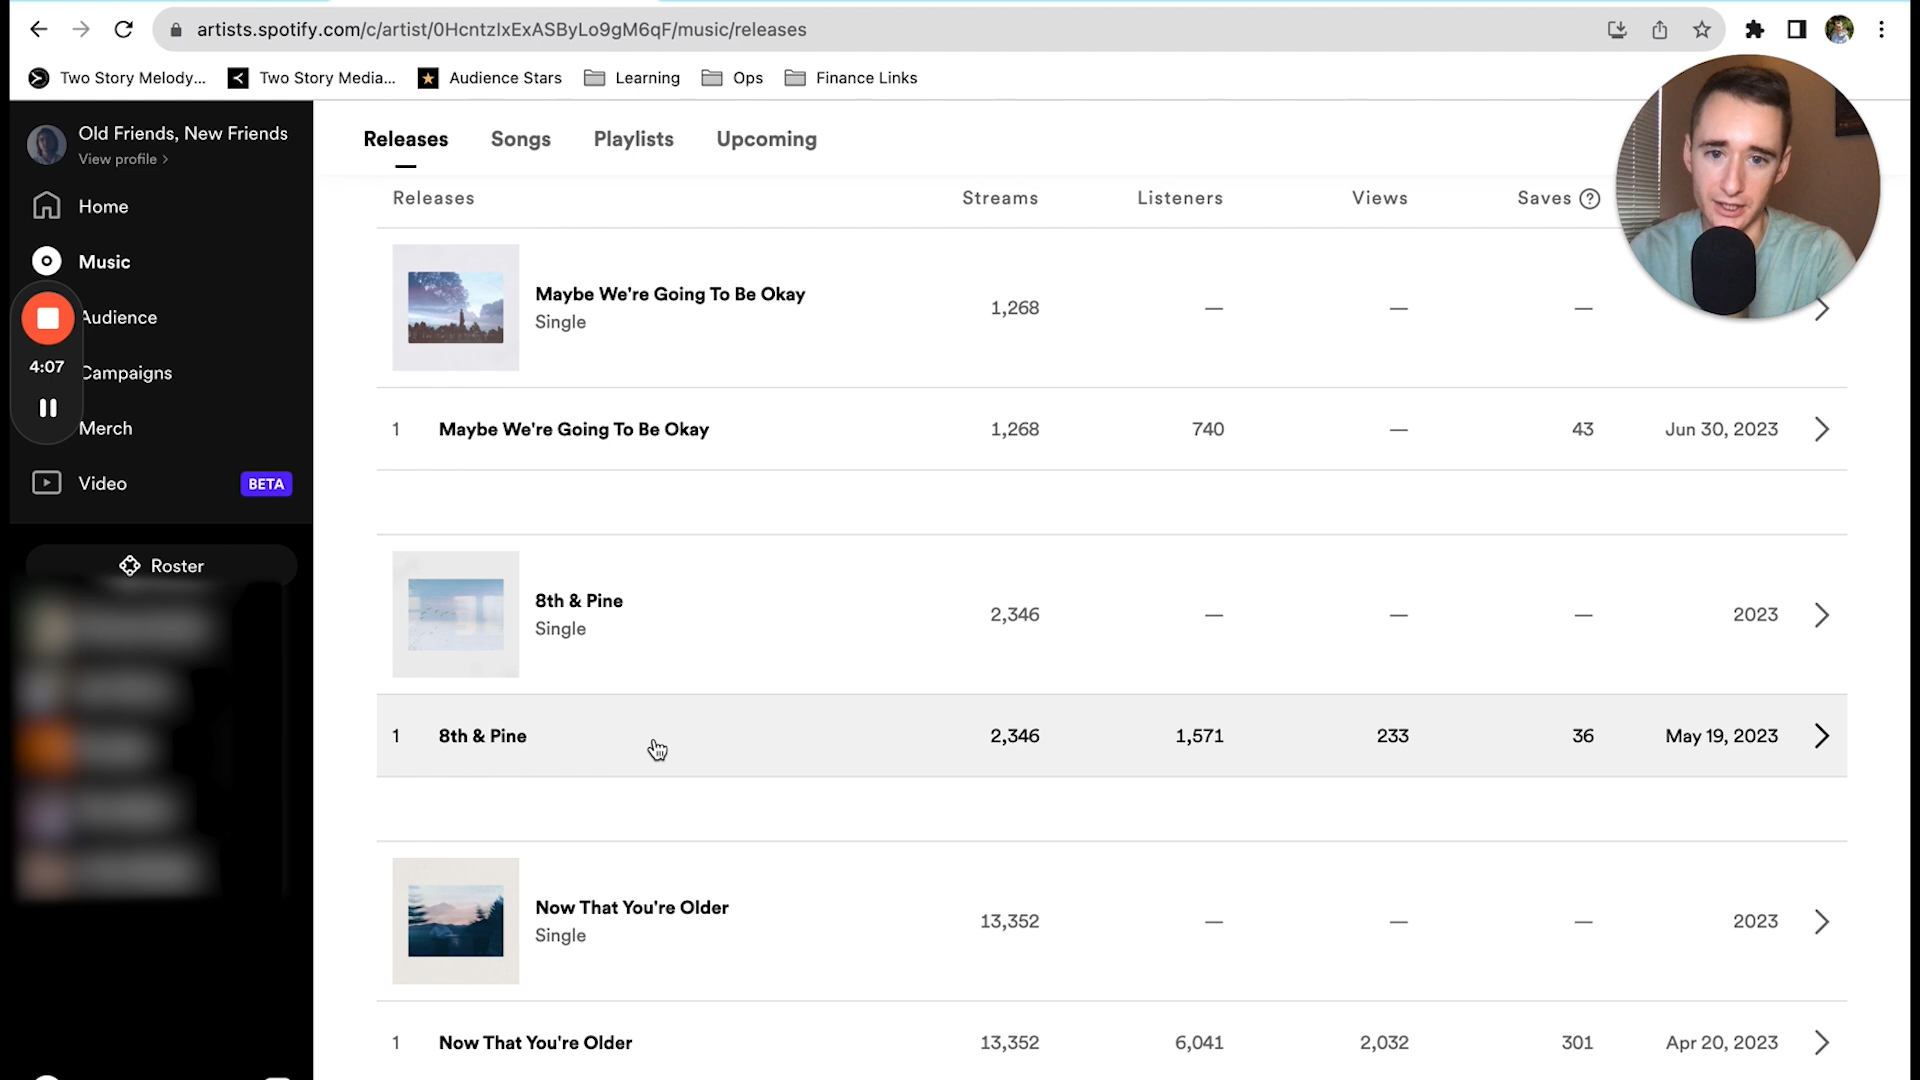 artists.spotify.com/c/artist/0HcntzIxExASByLo9gM6qF/music/releases
Two Story Melody... Two Story Media... Audience Stars Learning Ops Finance Links
Old Friends, New Friends
View profile
Home
Music
Audience
4:07
Campaigns
Merch
Video BETA
Roster
Releases Songs Playlists Upcoming
Releases Streams Listeners Views Saves ?
Maybe We're Going To Be Okay
Single
1,268 — — —
1 Maybe We're Going To Be Okay 1,268 740 — 43 Jun 30, 2023
8th & Pine
Single
2,346 — — — 2023
1 8th & Pine 2,346 1,571 233 36 May 19, 2023
Now That You're Older
Single
13,352 — — — 2023
1 Now That You're Older 13,352 6,041 2,032 301 Apr 20, 2023